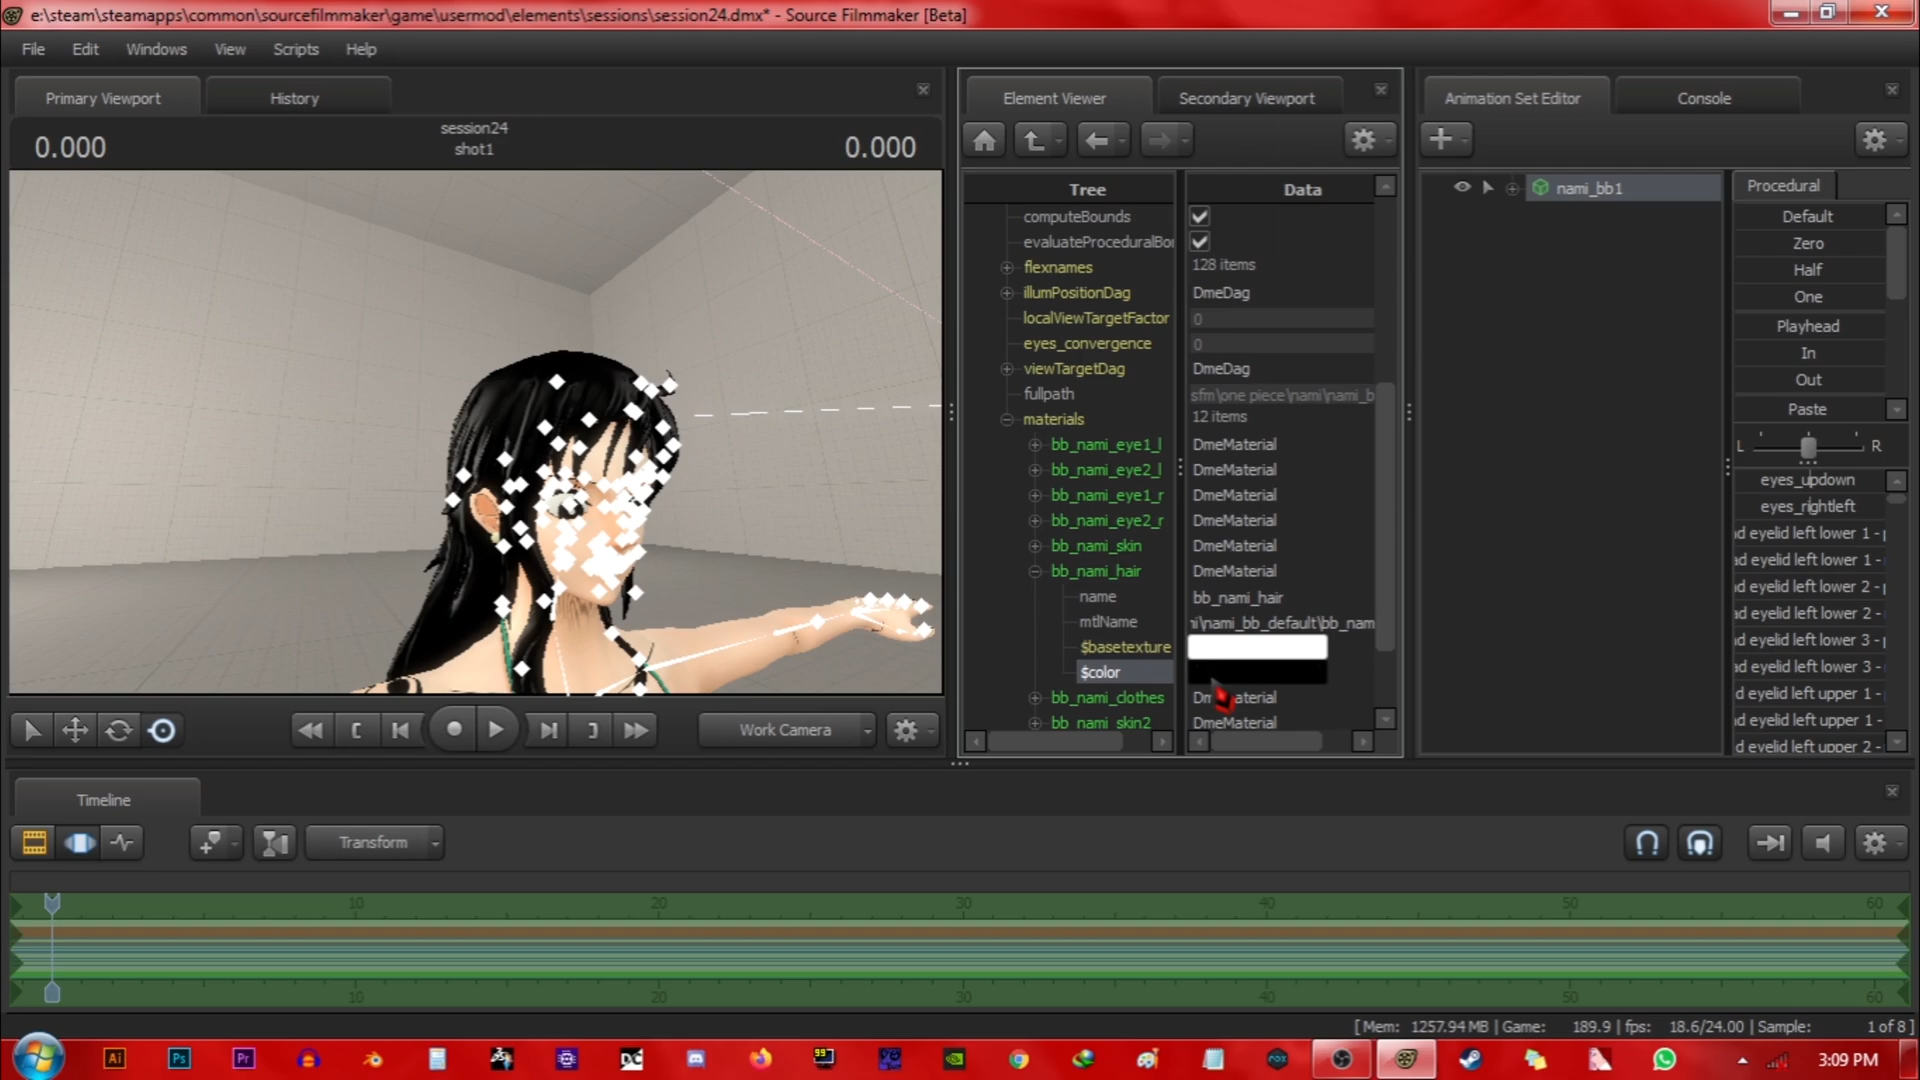 e:\steam\steamapps\common\sourcefilmmaker\game\usermod\elements\sessions\session24.dmx* - Source Filmmaker [Beta]
File Edit Windows View Scripts Help
Primary Viewport History
0.000 session24 0.000
shot1
Element Viewer Secondary Viewport
Tree Data
computeBounds
evaluateProceduralBo
flexnames 128 items
illumPositionDag DmeDag
localViewTargetFactor 0
eyes_convergence 0
viewTargetDag DmeDag
fullpath sfm\one piece\nami\nami_b
materials 12 items
bb_nami_eye1_l DmeMaterial
bb_nami_eye2_l DmeMaterial
bb_nami_eye1_r DmeMaterial
bb_nami_eye2_r DmeMaterial
bb_nami_skin DmeMaterial
bb_nami_hair DmeMaterial
name bb_nami_hair
mtlName i\nami_bb_default\bb_nam
$basetexture
$color
bb_nami_clothes
bb_nami_skin2 DmeMaterial
Animation Set Editor Console
nami_bb1
Procedural
Default
Zero
Half
One
Playhead
In
Out
Paste
L R
eyes_updown
eyes_rightleft
d eyelid left lower 1 -
d eyelid left lower 1 -
d eyelid left lower 2 -
d eyelid left lower 2 -
d eyelid left lower 3 -
d eyelid left lower 3 -
d eyelid left upper 1 -
d eyelid left upper 1 -
d eyelid left upper 2 -
Work Camera
Timeline
Transform
10 20 30 40 50 60
10 20 30 40 50 60
[ Mem: 1257.94 MB | Game: 189.9 | fps: 18.6/24.00 | Sample: 1 of 8 ]
Ai Ps Pr DC 99 3:09 PM